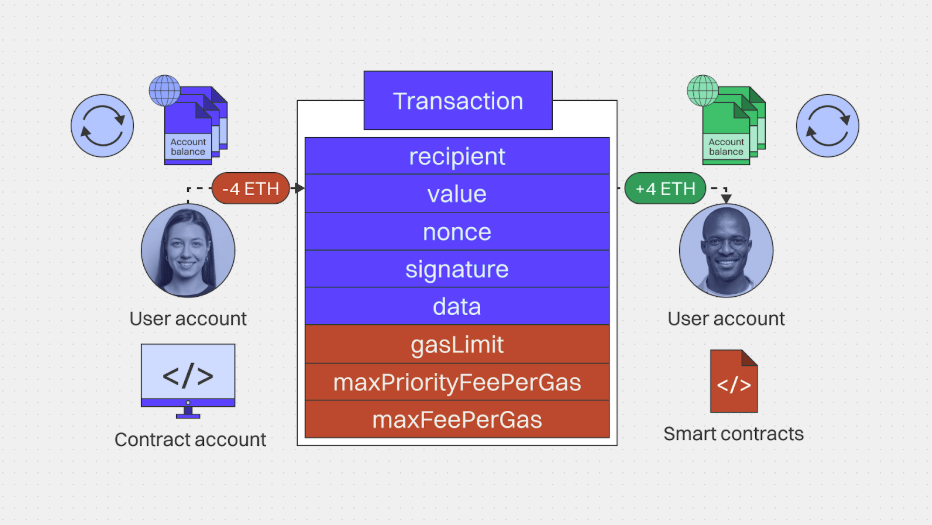 Transaction
Account
balance
Account
balance
recipient
-4 ETH
value
+4 ETH
nonce
signature
data
User account
User account
gasLimit
</>
maxPriorityFeePerGas
</>
maxFeePerGas
Contract account
Smart contracts